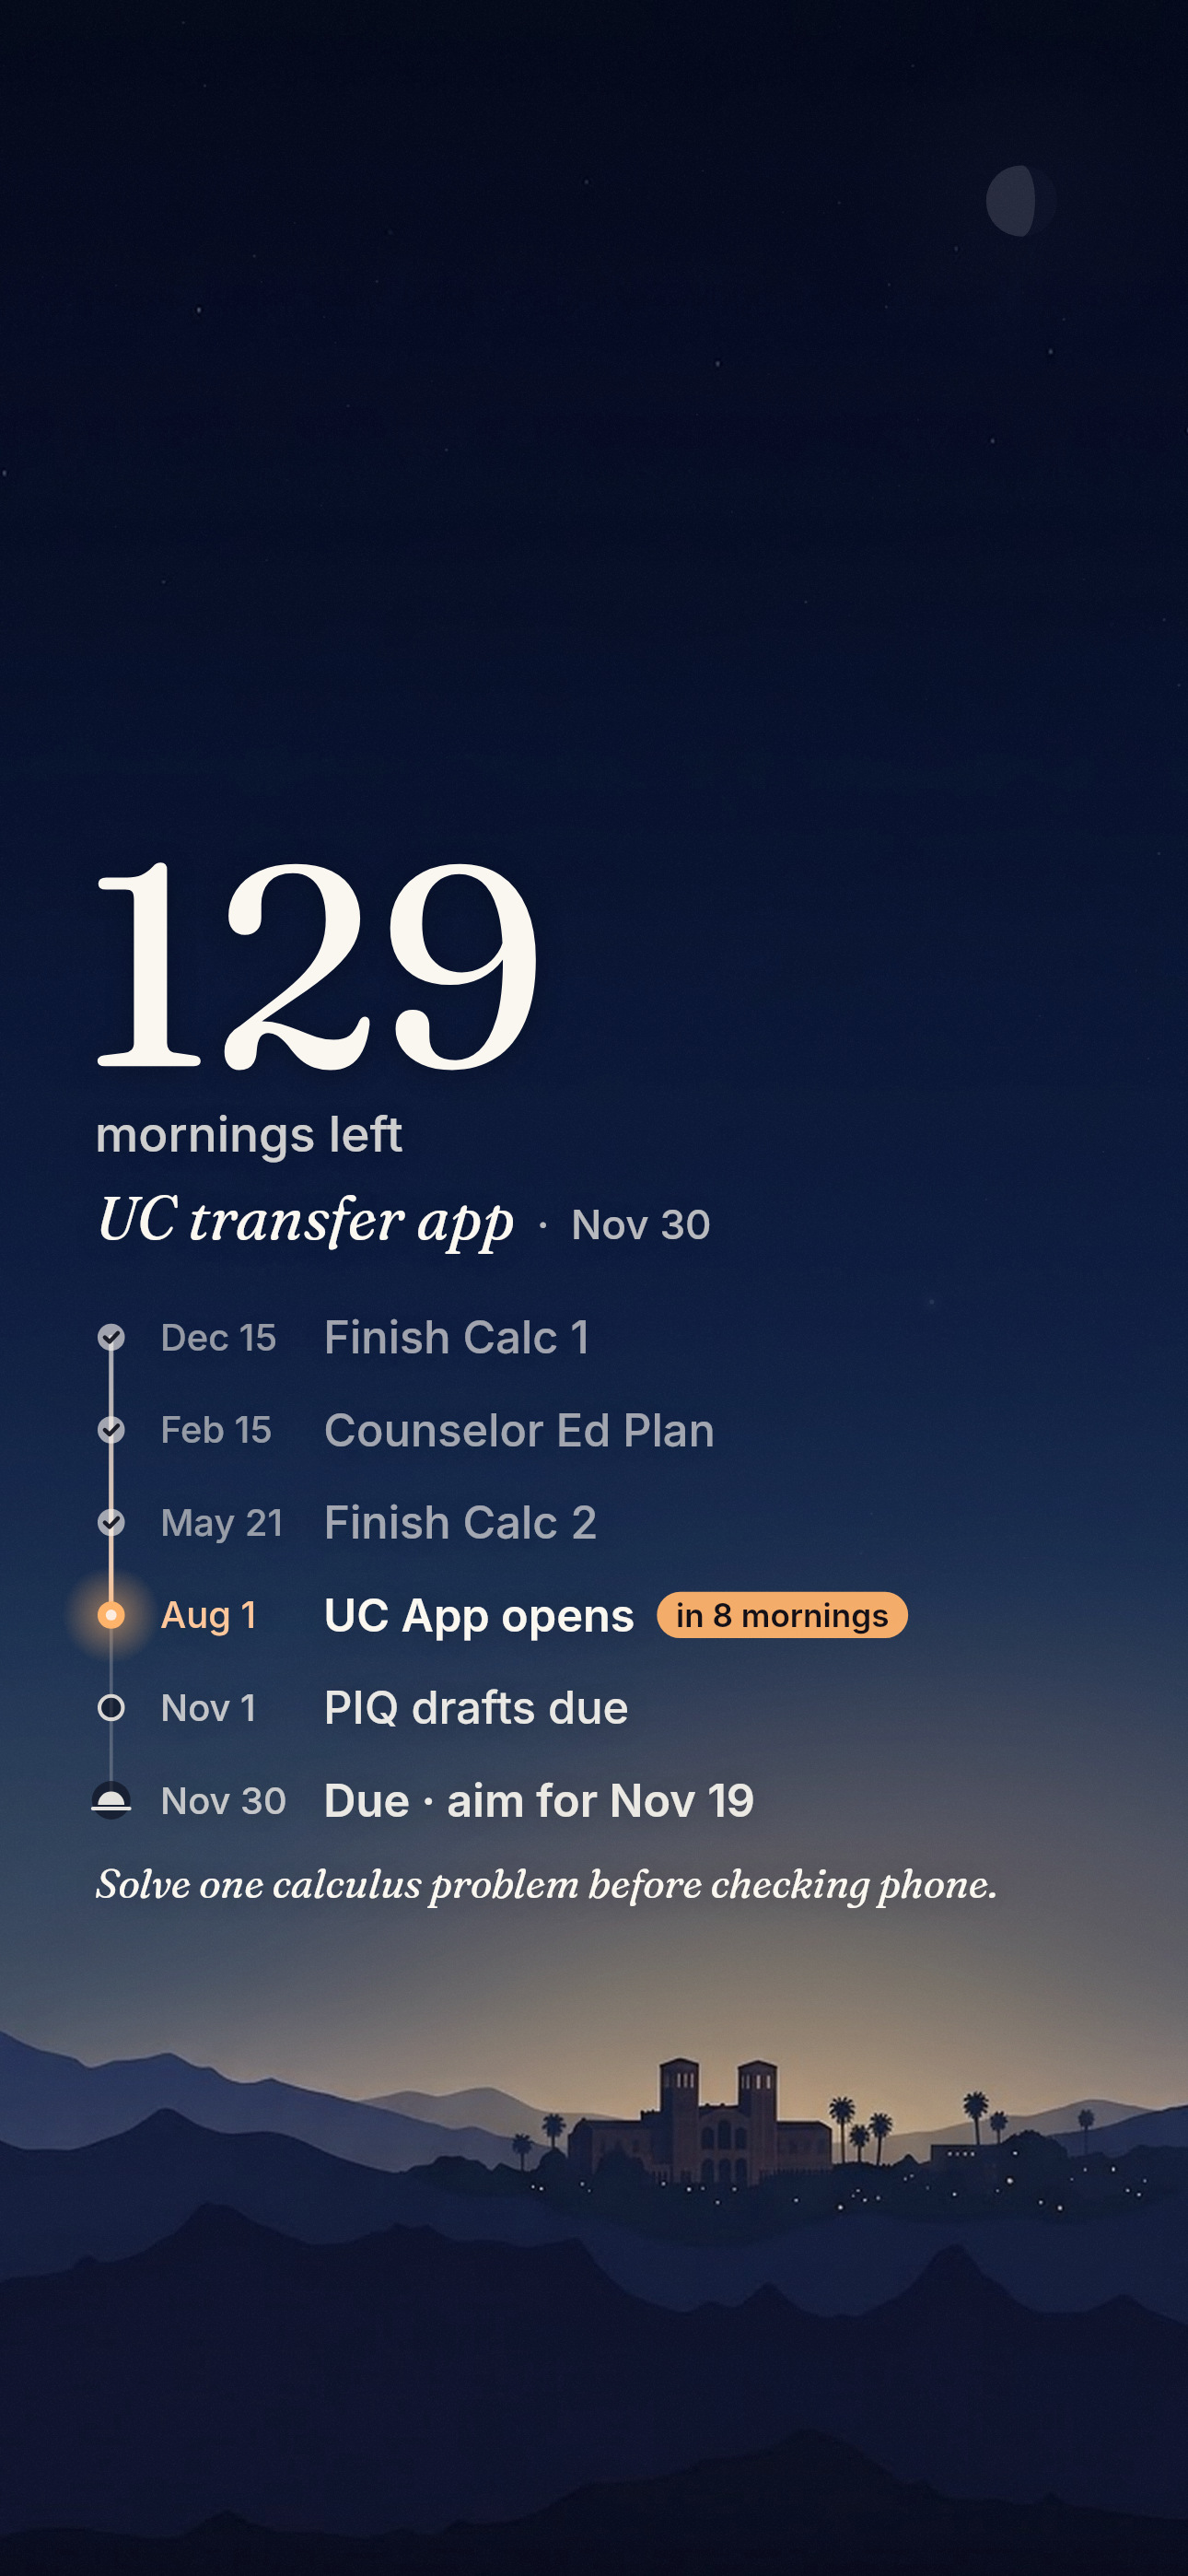 129
mornings left
UC transfer app · Nov 30
Dec 15 Finish Calc 1
Feb 15 Counselor Ed Plan
May 21 Finish Calc 2
Aug 1 UC App opens in 8 mornings
Nov 1 PIQ drafts due
Nov 30 Due · aim for Nov 19
Solve one calculus problem before checking phone.